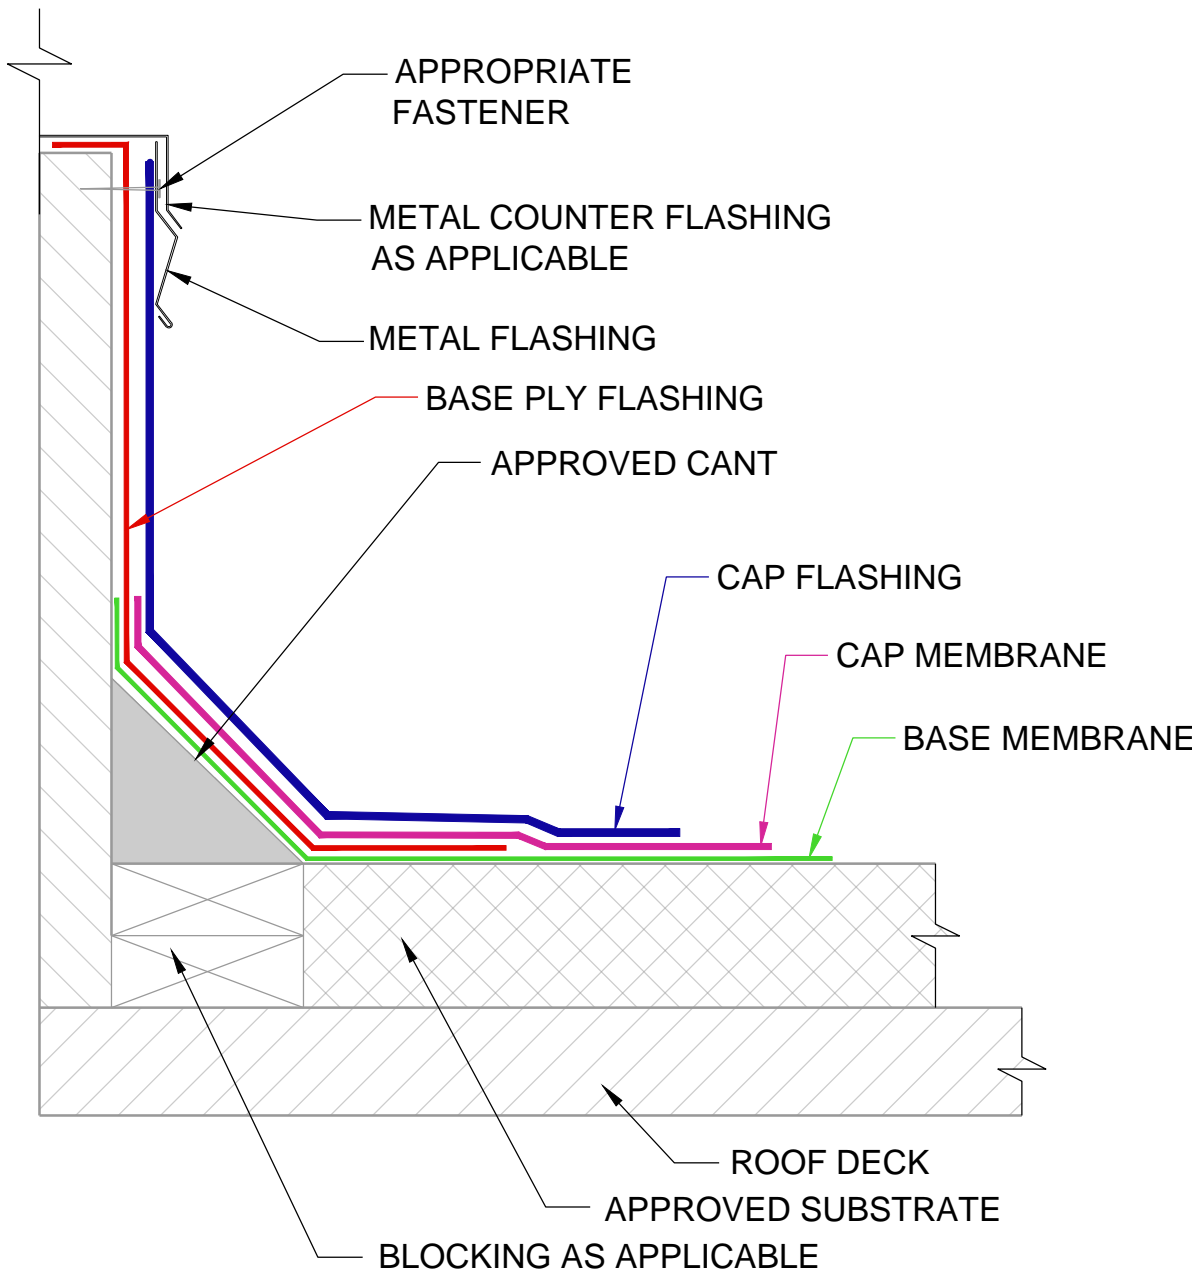 APPROPRIATE
FASTENER
METAL COUNTER FLASHING
AS APPLICABLE
METAL FLASHING
BASE PLY FLASHING
APPROVED CANT
CAP FLASHING
CAP MEMBRANE
BASE MEMBRANE
ROOF DECK
APPROVED SUBSTRATE
BLOCKING AS APPLICABLE